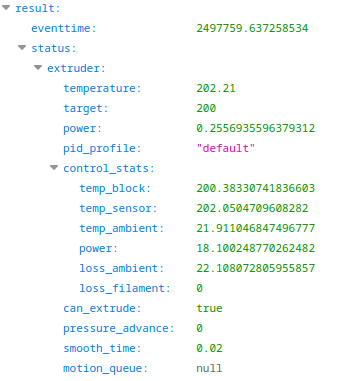 result:
eventtime: 2497759.637258534
status:
extruder:
temperature: 202.21
target: 200
power: 0.2556935596379312
pid_profile: "default"
control_stats:
temp_block: 200.38330741836603
temp_sensor: 202.0504709608282
temp_ambient: 21.911046847496777
power: 18.100248770262482
loss_ambient: 22.108072805955857
loss_filament: 0
can_extrude: true
pressure_advance: 0
smooth_time: 0.02
motion_queue: null